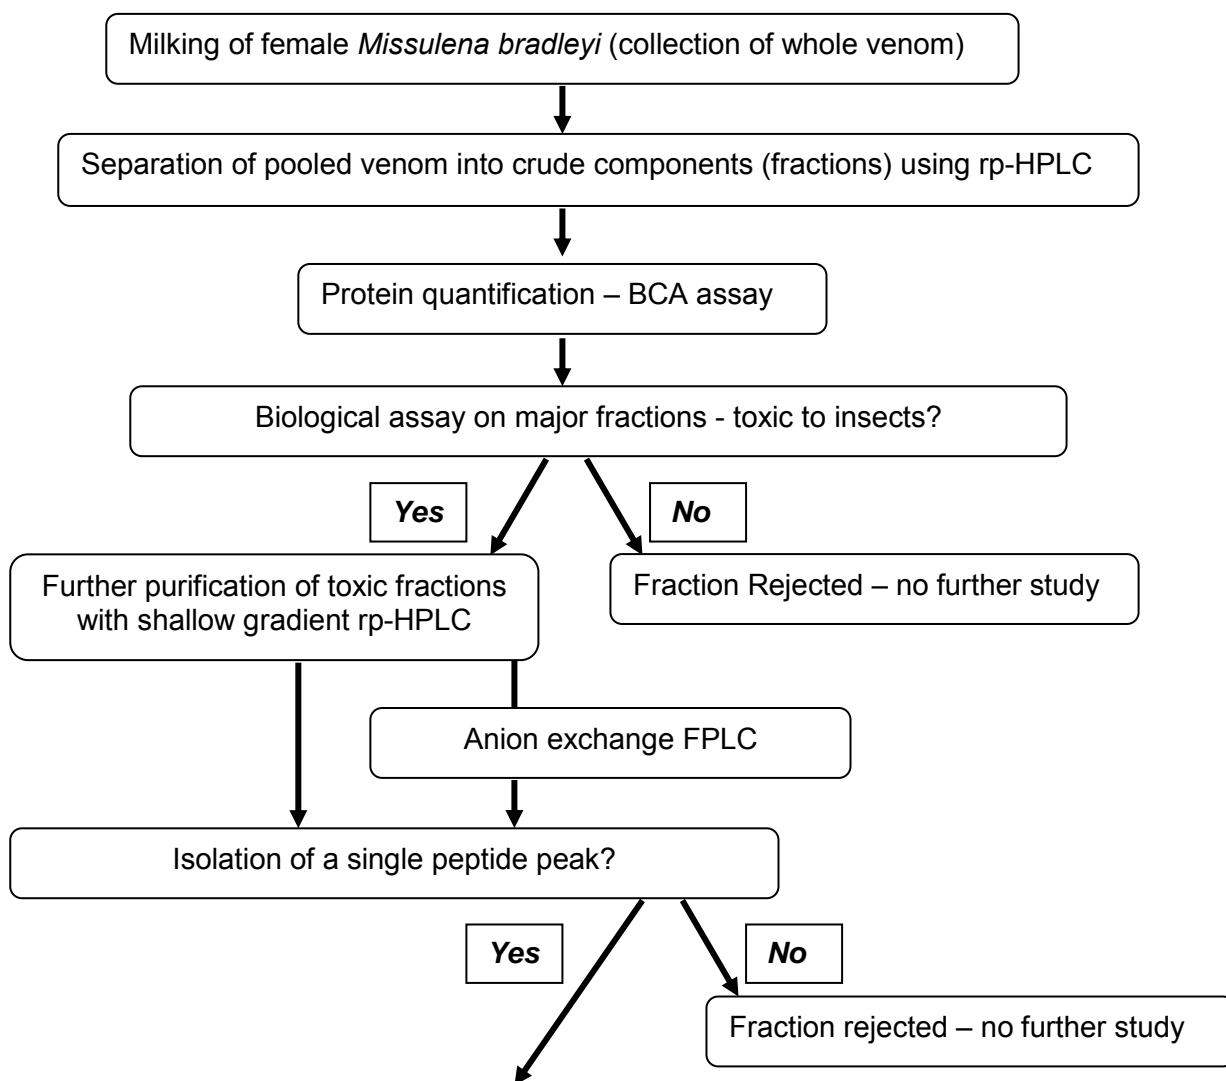 Milking of female Missulena bradleyi (collection of whole venom)
Separation of pooled venom into crude components (fractions) using rp-HPLC
Protein quantification – BCA assay
Biological assay on major fractions - toxic to insects?
Yes
No
Further purification of toxic fractions
with shallow gradient rp-HPLC
Fraction Rejected – no further study
Anion exchange FPLC
Isolation of a single peptide peak?
Yes
No
Fraction rejected – no further study